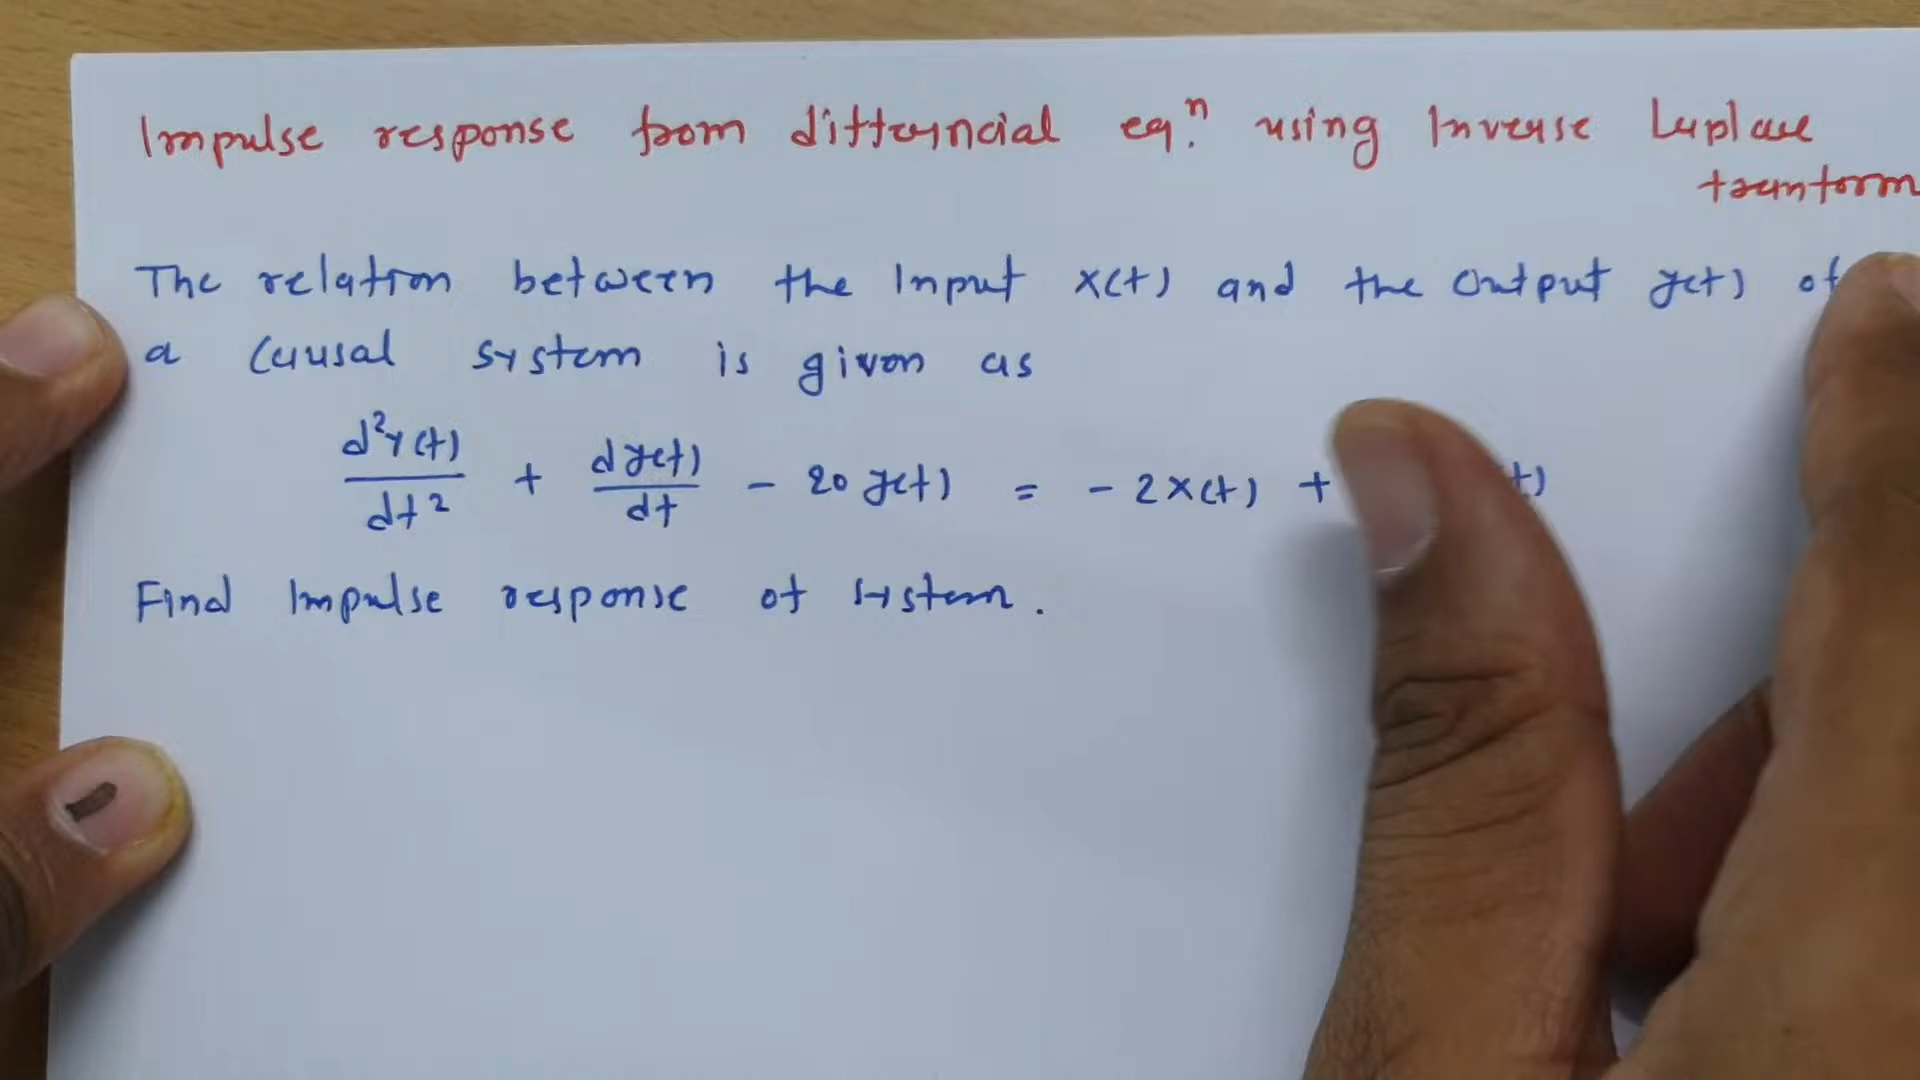 Impulse response from differncial eqn. using Inverse Laplace
transform
The relation between the Input x(t) and the output y(t) of
a causal system is given as
d²y(t)/dt² + dy(t)/dt - 20 y(t) = - 2x(t) + t)
Find Impulse response of system.